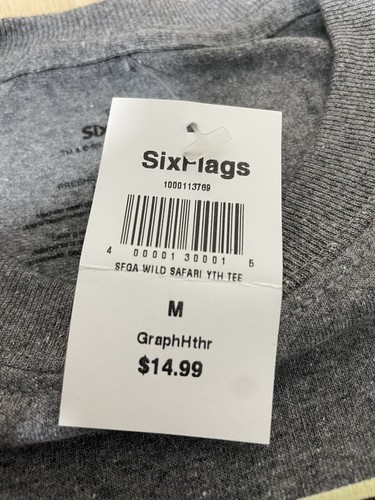 SixFlags
1000113769
4 00001 30001 5
SFGA WILD SAFARI YTH TEE
M
GraphHthr
$14.99